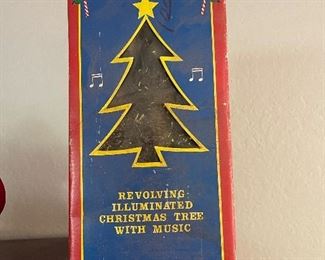 REVOLVING
ILLUMINATED
CHRISTMAS TREE
WITH MUSIC